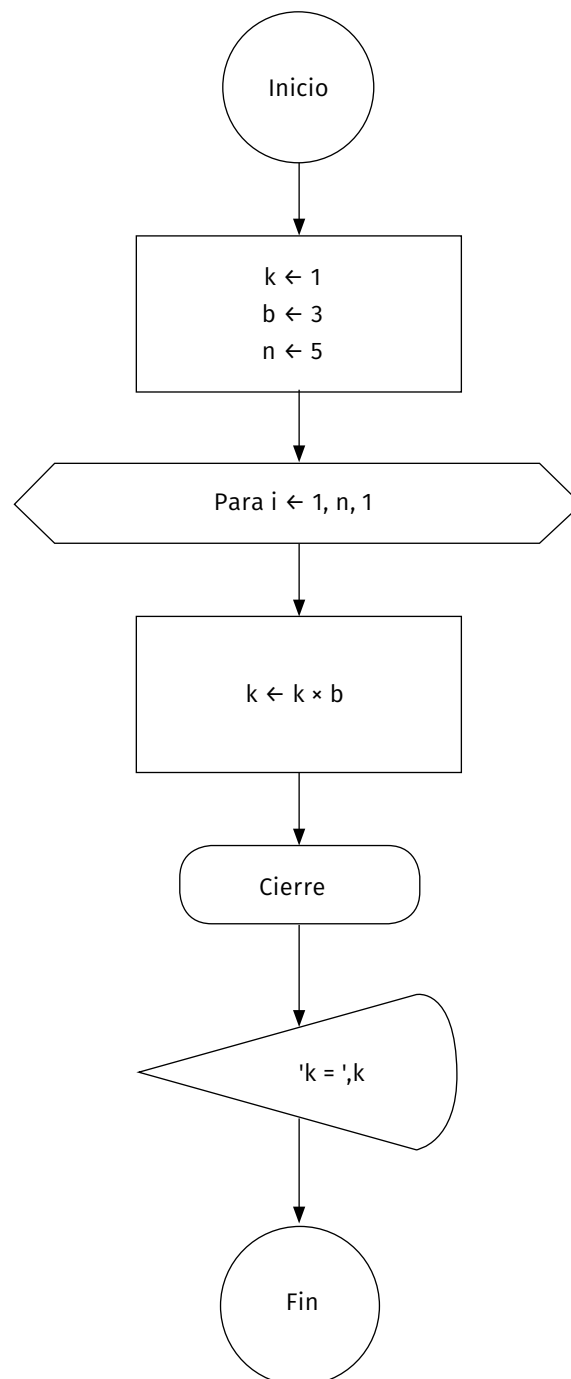 Inicio
k ← 1
b ← 3
n ← 5
Para i ← 1, n, 1
k ← k × b
Cierre
'k = ',k
Fin